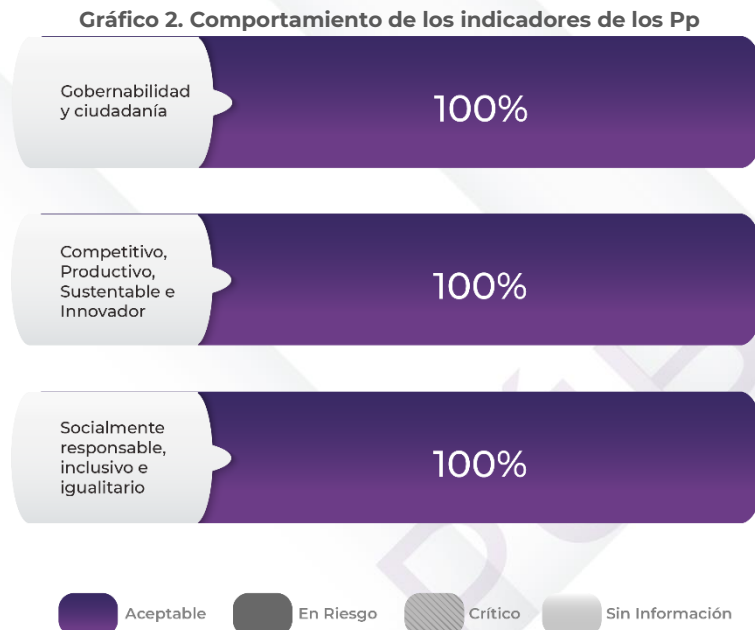 Gráfico 2. Comportamiento de los indicadores de los Pp
Gobernabilidad
y ciudadanía
100%
Competitivo,
Productivo,
Sustentable e
Innovador
100%
Socialmente
responsable,
inclusivo e
igualitario
100%
Aceptable
En Riesgo
Crítico
Sin Información